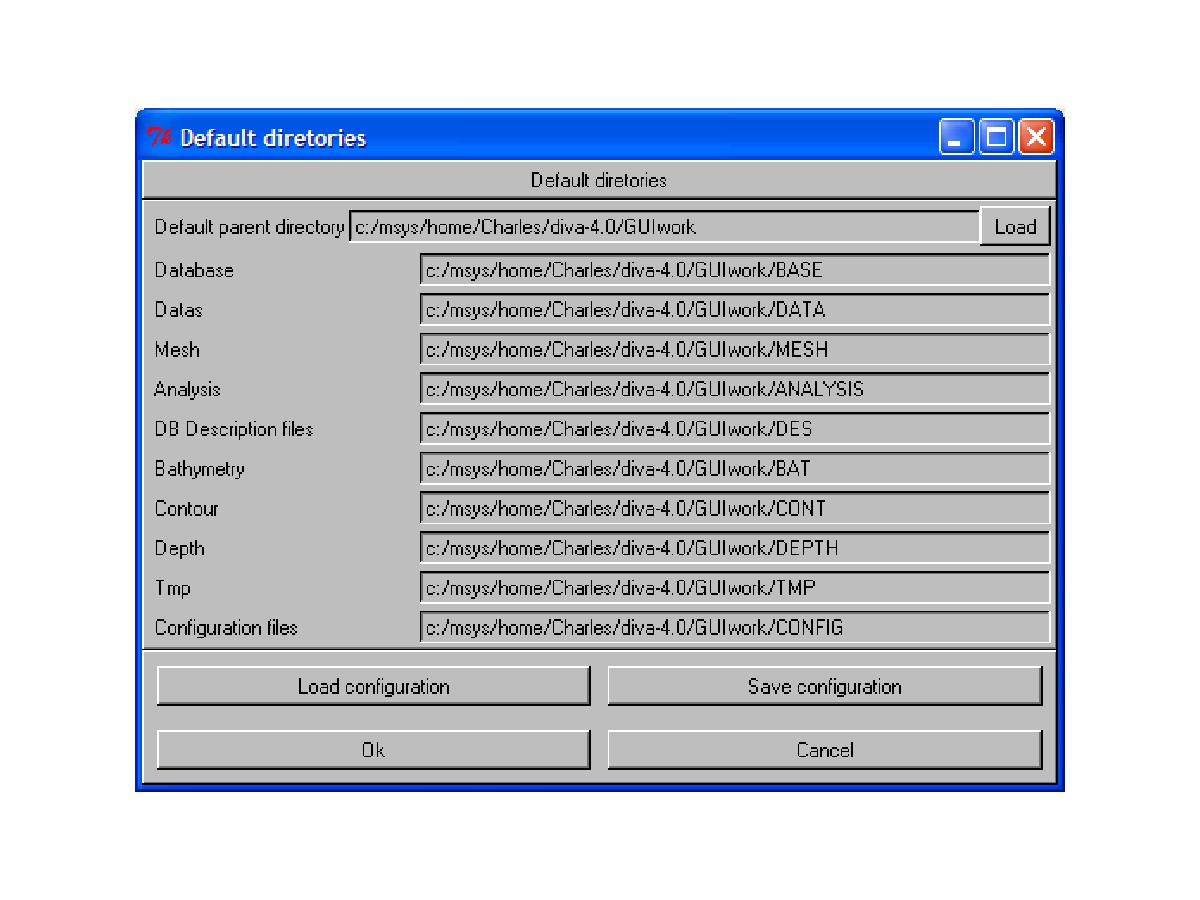 Default diretories
Default diretories
Default parent directory c:/msys/home/Charles/diva-4.0/GUIwork Load
Database c:/msys/home/Charles/diva-4.0/GUIwork/BASE
Datas c:/msys/home/Charles/diva-4.0/GUIwork/DATA
Mesh c:/msys/home/Charles/diva-4.0/GUIwork/MESH
Analysis c:/msys/home/Charles/diva-4.0/GUIwork/ANALYSIS
DB Description files c:/msys/home/Charles/diva-4.0/GUIwork/DES
Bathymetry c:/msys/home/Charles/diva-4.0/GUIwork/BAT
Contour c:/msys/home/Charles/diva-4.0/GUIwork/CONT
Depth c:/msys/home/Charles/diva-4.0/GUIwork/DEPTH
Tmp c:/msys/home/Charles/diva-4.0/GUIwork/TMP
Configuration files c:/msys/home/Charles/diva-4.0/GUIwork/CONFIG
Load configuration Save configuration
Ok Cancel